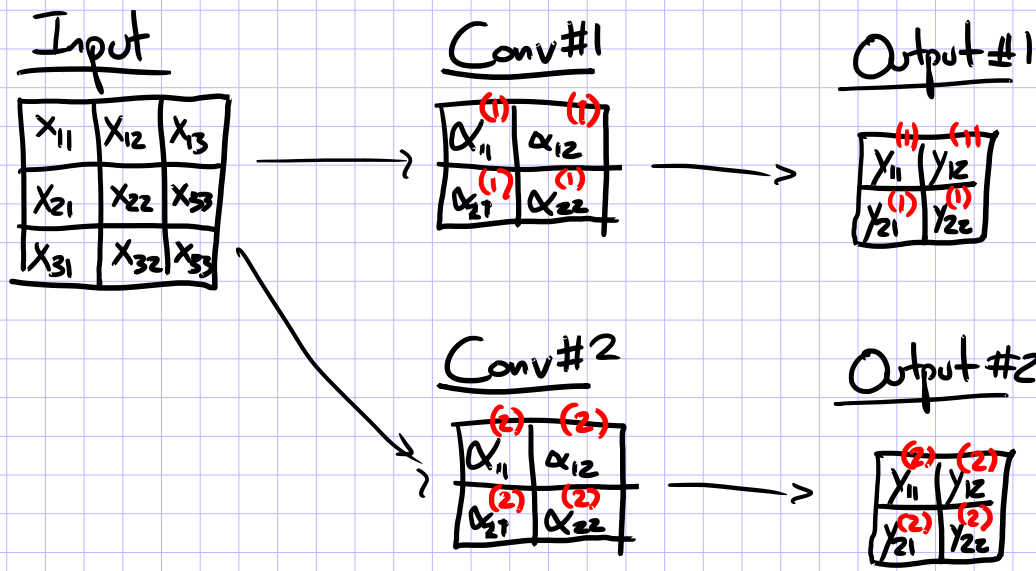 Input
Conv#1
Output #1
x11 x12 x13
x21 x22 x33
x31 x32 x33
α11(1) α12(1)
α21(1) α22(1)
y11(1) y12(1)
y21(1) y22(1)
Conv#2
Output #2
α11(2) α12(2)
α21(2) α22(2)
y11(2) y12(2)
y21(2) y22(2)